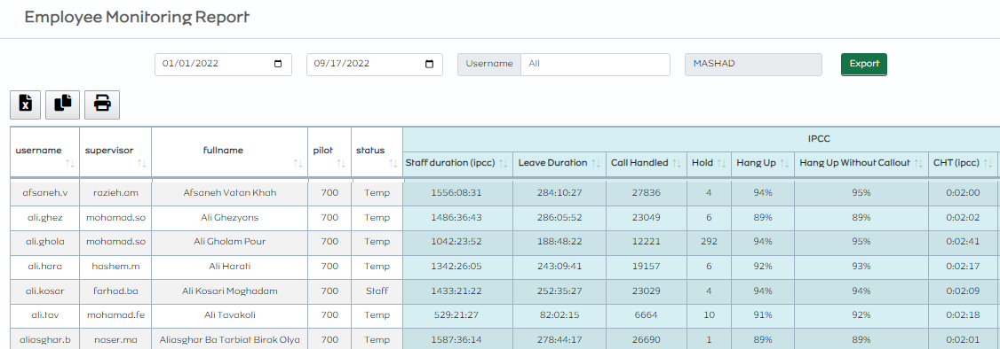 Employee Monitoring Report
01/01/2022 09/17/2022 Username All MASHAD Export
IPCC
username supervisor fullname pilot status
Staff duration (ipcc) Leave Duration Call Handled Hold Hang Up Hang Up Without Callout CHT (ipcc)
afsaneh.v razieh.am Afsaneh Vatan Khah 700 Temp 1556:08:31 284:10:27 27836 4 94% 95% 0:02:00
ali.ghez mohamad.so Ali Ghezyans 700 Temp 1486:36:43 286:05:52 23049 6 89% 89% 0:02:02
ali.ghola mohamad.so Ali Gholam Pour 700 Temp 1042:23:52 188:48:22 12221 292 94% 95% 0:02:41
ali.hara hashem.m Ali Harati 700 Temp 1342:26:05 243:09:41 19157 6 92% 93% 0:02:17
ali.kosar farhad.ba Ali Kosari Moghadam 700 Staff 1433:21:22 252:35:27 23029 4 94% 94% 0:02:09
ali.tav mohamad.fe Ali Tavakoli 700 Temp 529:21:27 82:02:15 6664 10 91% 92% 0:02:18
aliasghar.b naser.ma Aliasghar Ba Tarbiat Birak Olya 700 Temp 1587:36:14 278:44:17 26690 1 89% 89% 0:02:01